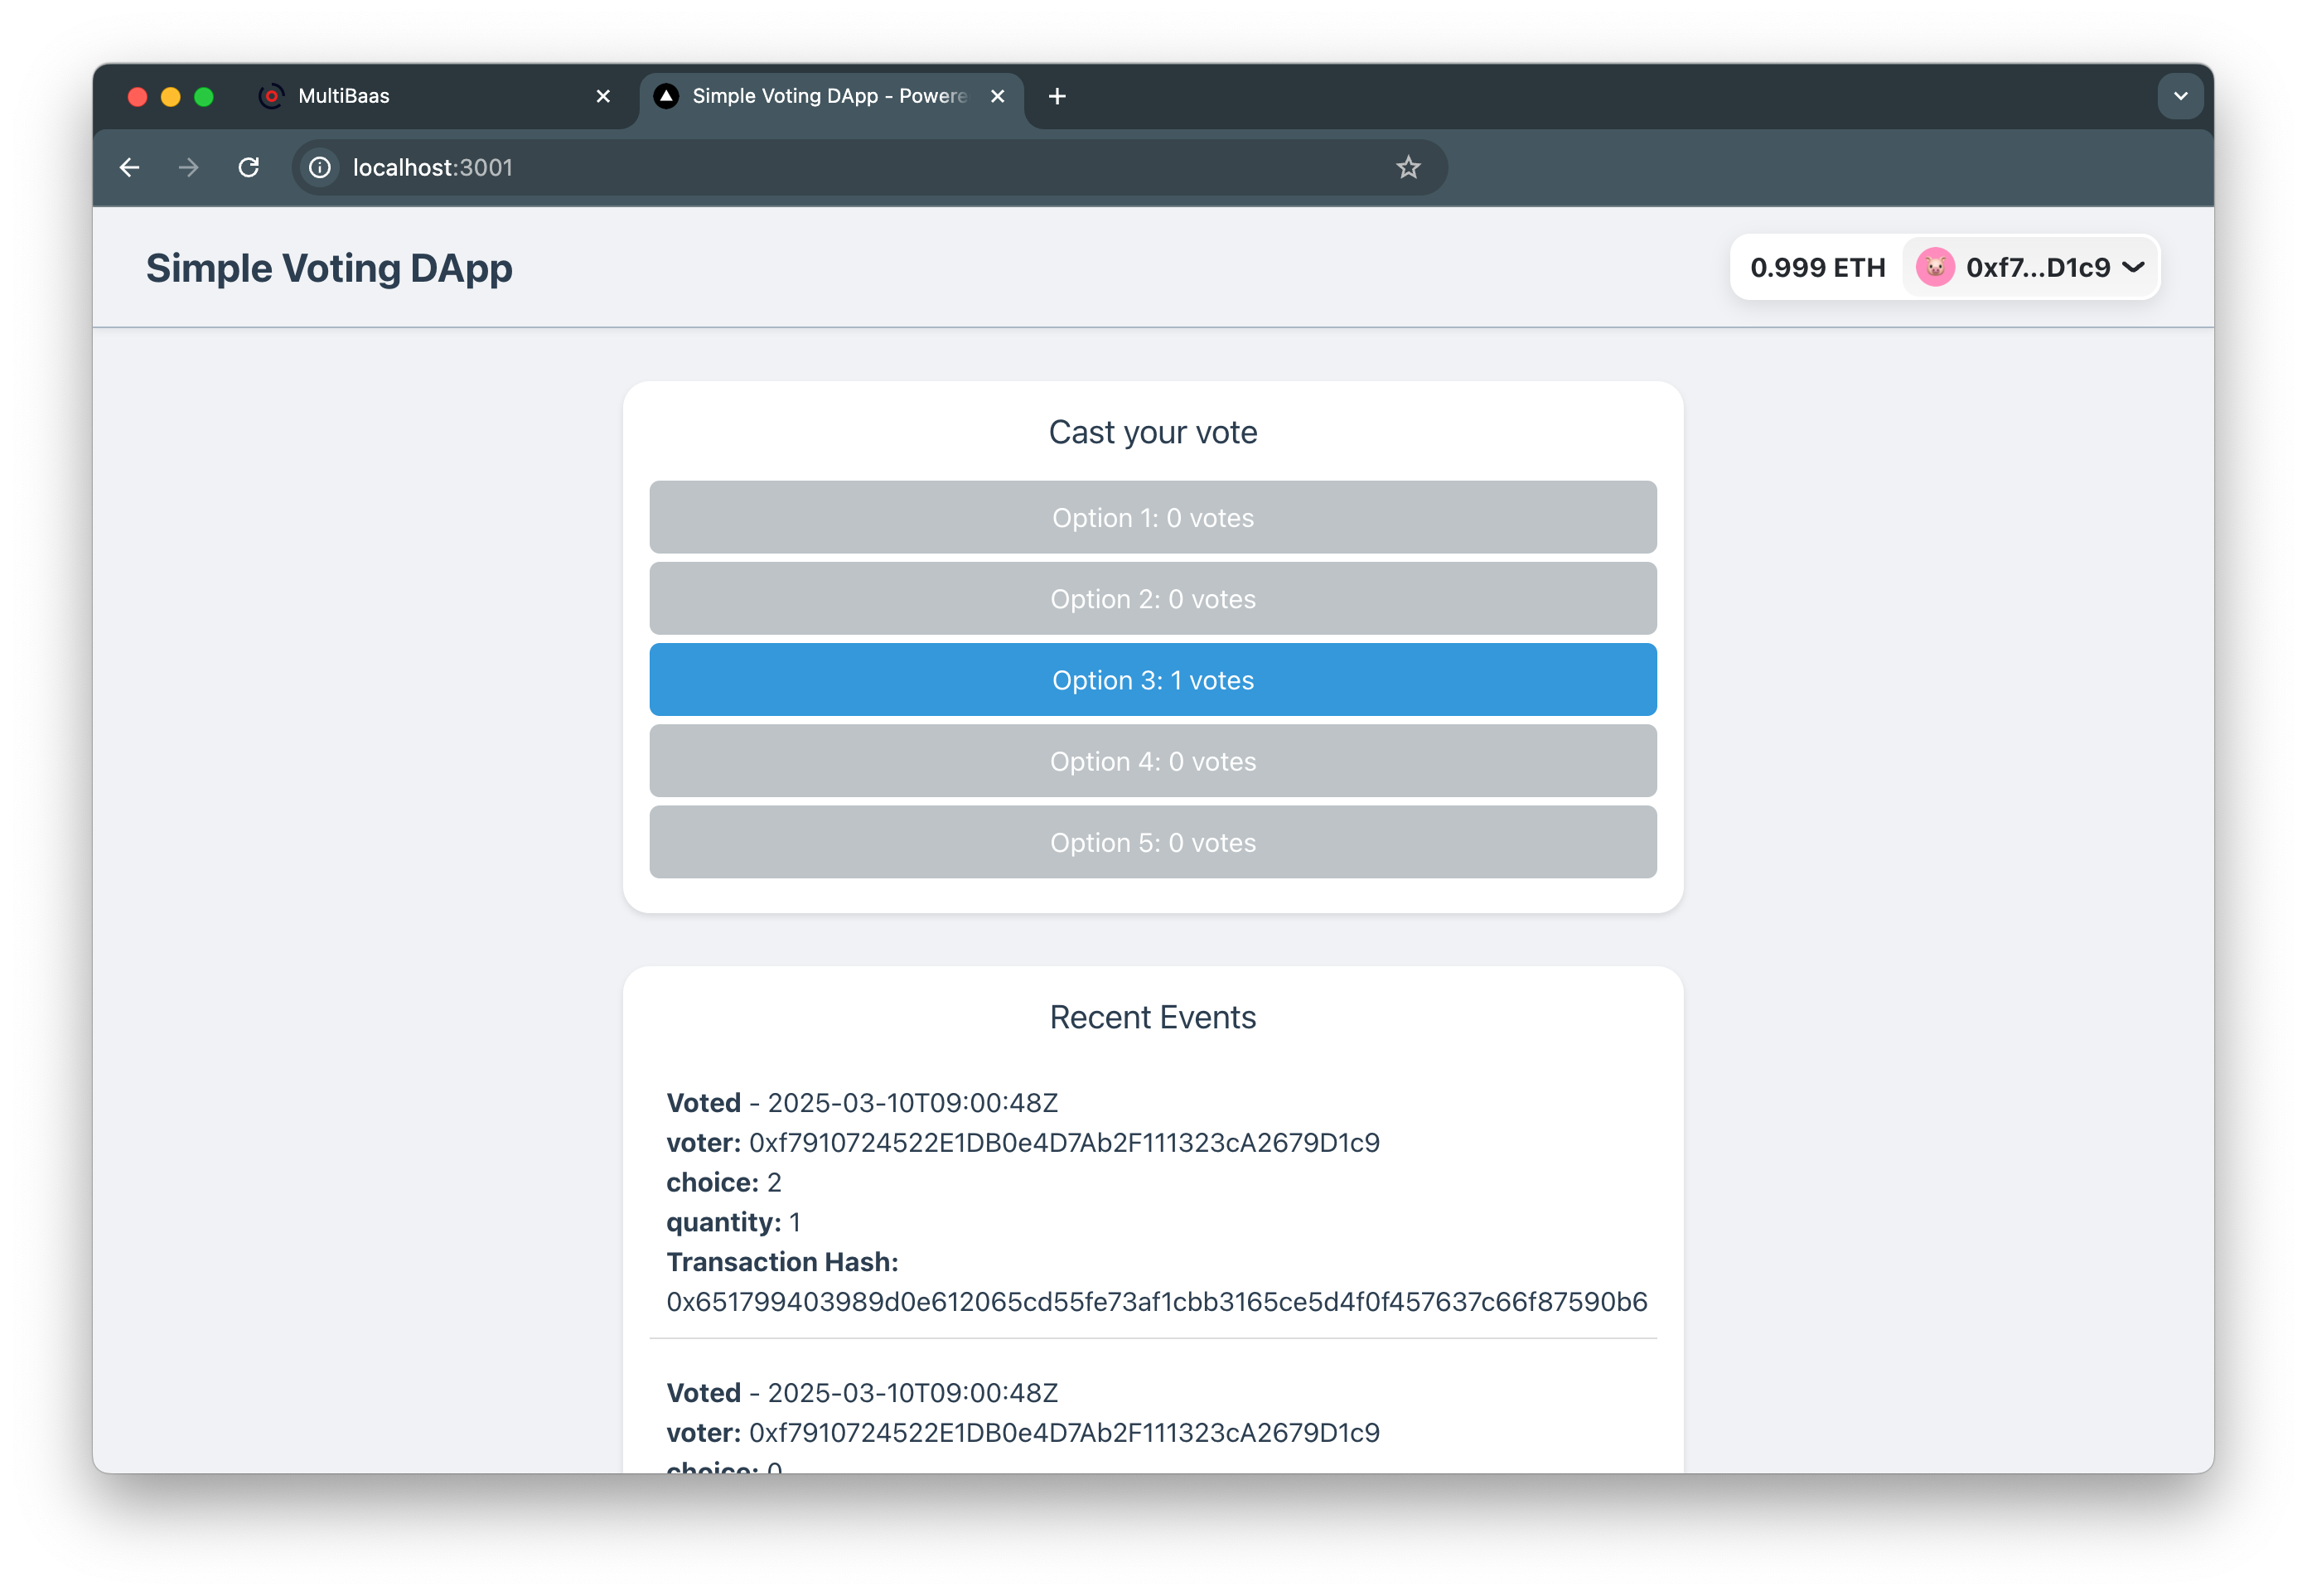 MultiBaas
Simple Voting DApp - Powere
localhost:3001
Simple Voting DApp
0.999 ETH
0xf7...D1c9
Cast your vote
Option 1: 0 votes
Option 2: 0 votes
Option 3: 1 votes
Option 4: 0 votes
Option 5: 0 votes
Recent Events
Voted - 2025-03-10T09:00:48Z
voter: 0xf7910724522E1DB0e4D7Ab2F111323cA2679D1c9
choice: 2
quantity: 1
Transaction Hash:
0x651799403989d0e612065cd55fe73af1cbb3165ce5d4f0f457637c66f87590b6
Voted - 2025-03-10T09:00:48Z
voter: 0xf7910724522E1DB0e4D7Ab2F111323cA2679D1c9
choice: 0